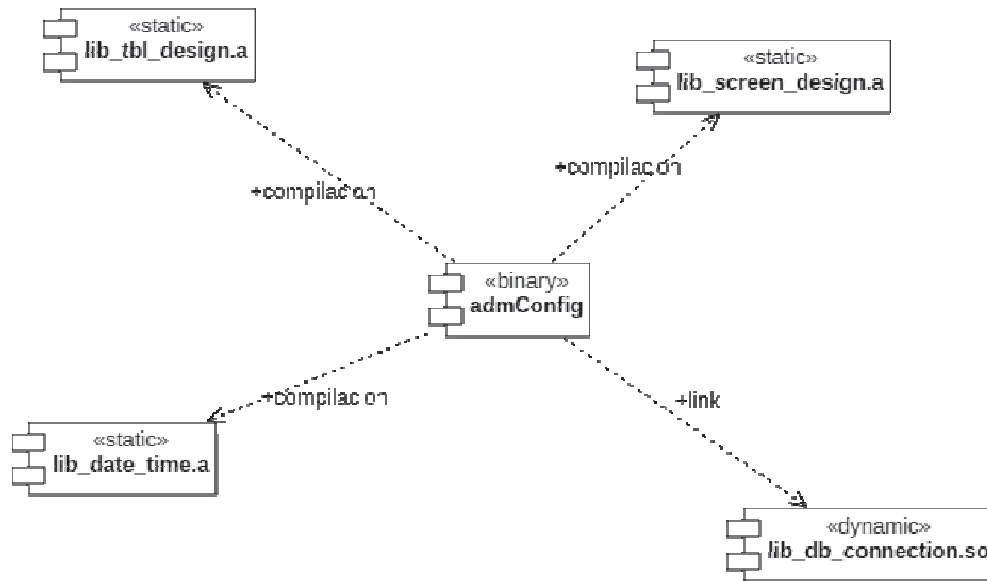 «static»
lib_tbl_design.a
«static»
lib_screen_design.a
+compilacion
+compilacion
«binary»
admConfig
+compilacion
+link
«static»
lib_date_time.a
«dynamic»
lib_db_connection.so